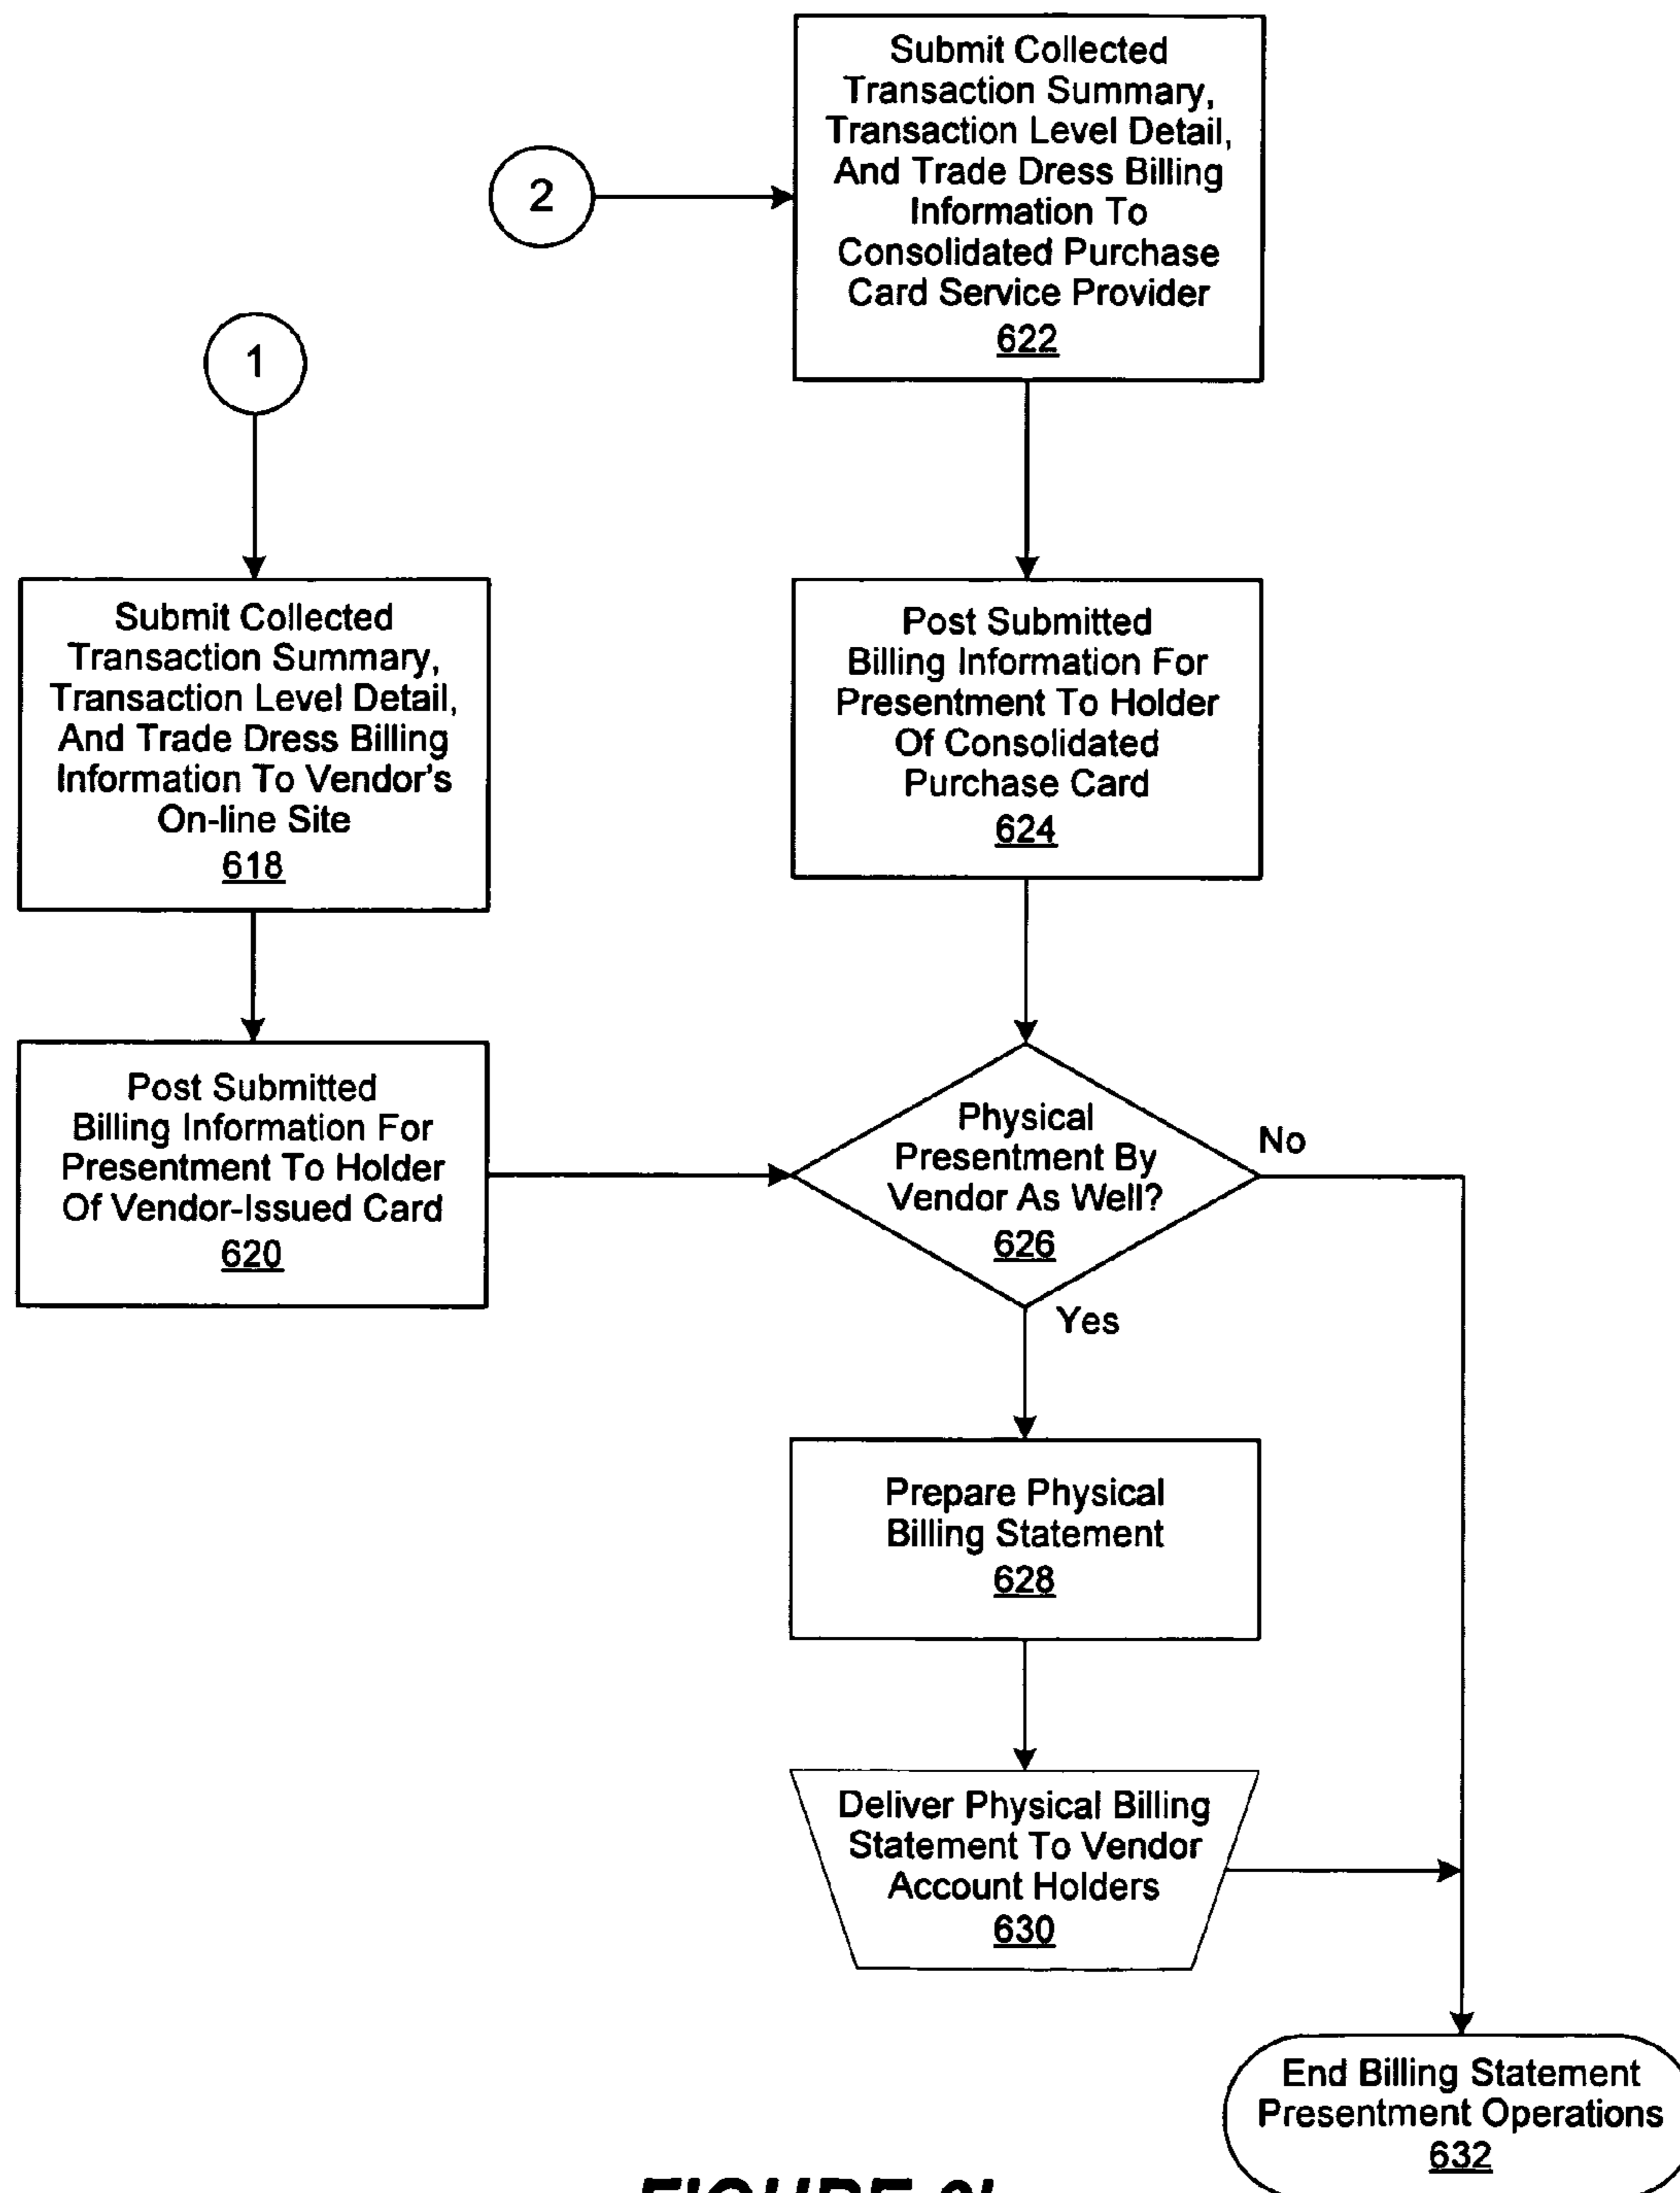 Submit Collected
Transaction Summary,
Transaction Level Detail,
And Trade Dress Billing
Information To
Consolidated Purchase
Card Service Provider
622
2
1
Submit Collected
Transaction Summary,
Transaction Level Detail,
And Trade Dress Billing
Information To Vendor's
On-line Site
618
Post Submitted
Billing Information For
Presentment To Holder
Of Consolidated
Purchase Card
624
Post Submitted
Billing Information For
Presentment To Holder
Of Vendor-Issued Card
620
Physical
Presentment By
Vendor As Well?
626
No
Yes
Prepare Physical
Billing Statement
628
Deliver Physical Billing
Statement To Vendor
Account Holders
630
End Billing Statement
Presentment Operations
632
FIGURE